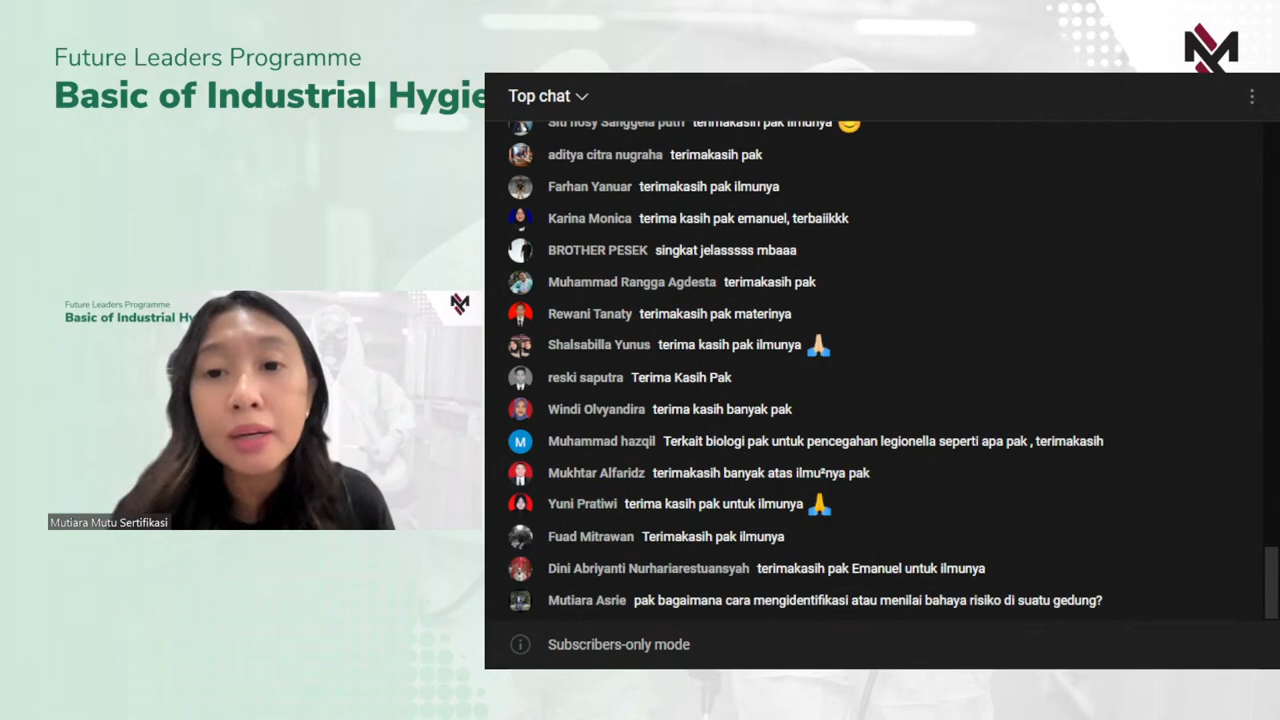 Future Leaders Programme
Basic of Industrial Hygie
Top chat
Siti nosy Sanggela putri terimakasih pak ilmunya
aditya citra nugraha terimakasih pak
Farhan Yanuar terimakasih pak ilmunya
Karina Monica terima kasih pak emanuel, terbaiikkk
BROTHER PESEK singkat jelasssss mbaaa
Muhammad Rangga Agdesta terimakasih pak
Rewani Tanaty terimakasih pak materinya
Shalsabilla Yunus terima kasih pak ilmunya 🙏🏻
reski saputra Terima Kasih Pak
Windi Olvyandira terima kasih banyak pak
M
Muhammad hazqil Terkait biologi pak untuk pencegahan legionella seperti apa pak , terimakasih
Mukhtar Alfaridz terimakasih banyak atas ilmu²nya pak
Yuni Pratiwi terima kasih pak untuk ilmunya 🙏
Fuad Mitrawan Terimakasih pak ilmunya
Dini Abriyanti Nurhariarestuansyah terimakasih pak Emanuel untuk ilmunya
Mutiara Asrie pak bagaimana cara mengidentifikasi atau menilai bahaya risiko di suatu gedung?
Subscribers-only mode
Future Leaders Programme
Basic of Industrial Hy
Mutiara Mutu Sertifikasi